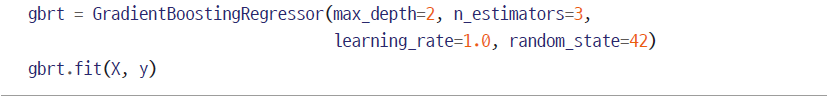 gbrt = GradientBoostingRegressor(max_depth=2, n_estimators=3,
                                 learning_rate=1.0, random_state=42)
gbrt.fit(X, y)